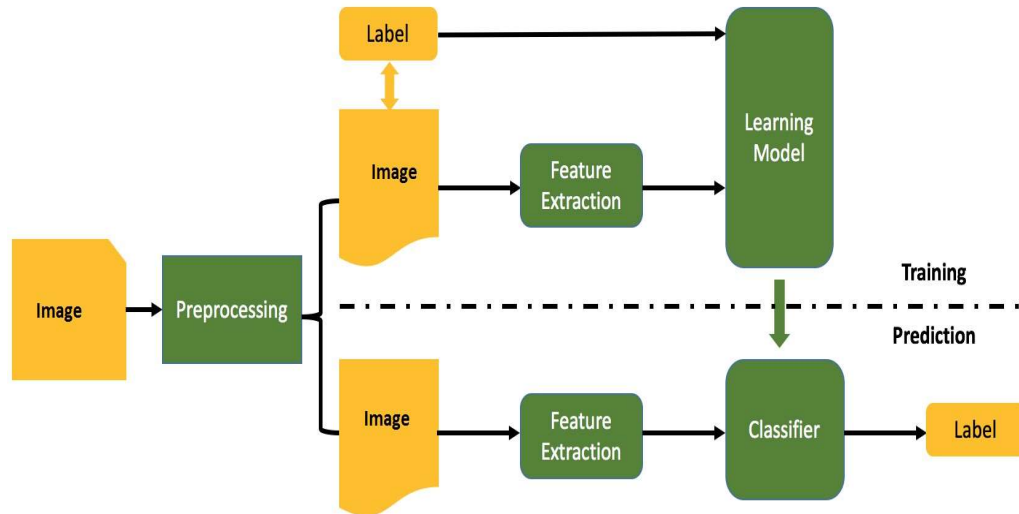 Label
Image
Feature
Extraction
Learning
Model
Training
Image
Preprocessing
Prediction
Image
Feature
Extraction
Classifier
Label